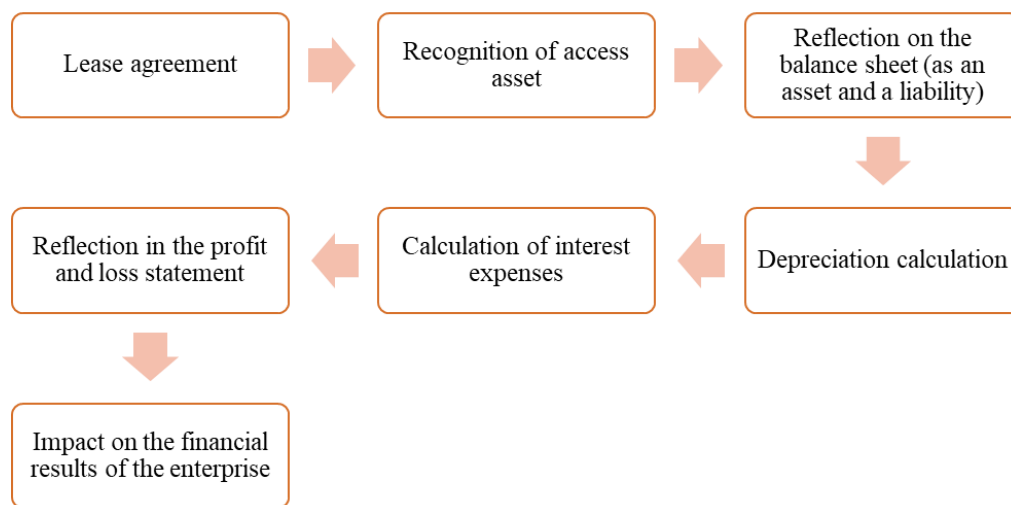 Lease agreement
Recognition of access
asset
Reflection on the
balance sheet (as an
asset and a liability)
Depreciation calculation
Calculation of interest
expenses
Reflection in the profit
and loss statement
Impact on the financial
results of the enterprise